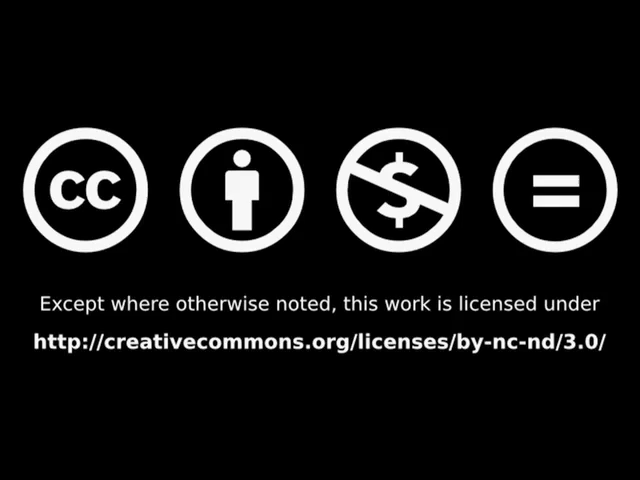 cc
Except where otherwise noted, this work is licensed under
http://creativecommons.org/licenses/by-nc-nd/3.0/